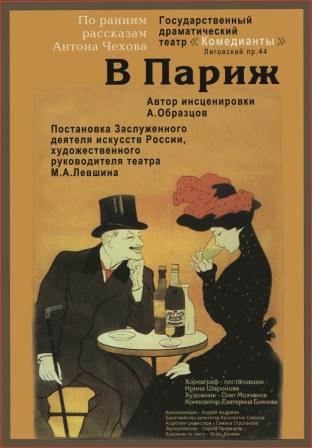 По ранним
рассказам
Антона Чехова
Государственный
драматический
театр «Комедианты»
Лиговский пр.44
В Париж
Автор инсценировки
А.Образцов
Постановка Заслуженного
деятеля искусств России,
художественного
руководителя театра
М.А.Левшина
Хореограф - постановщик -
Ирина Шаронова
Художник - Олег Молчанов
Композитор-Екатерина Блинова